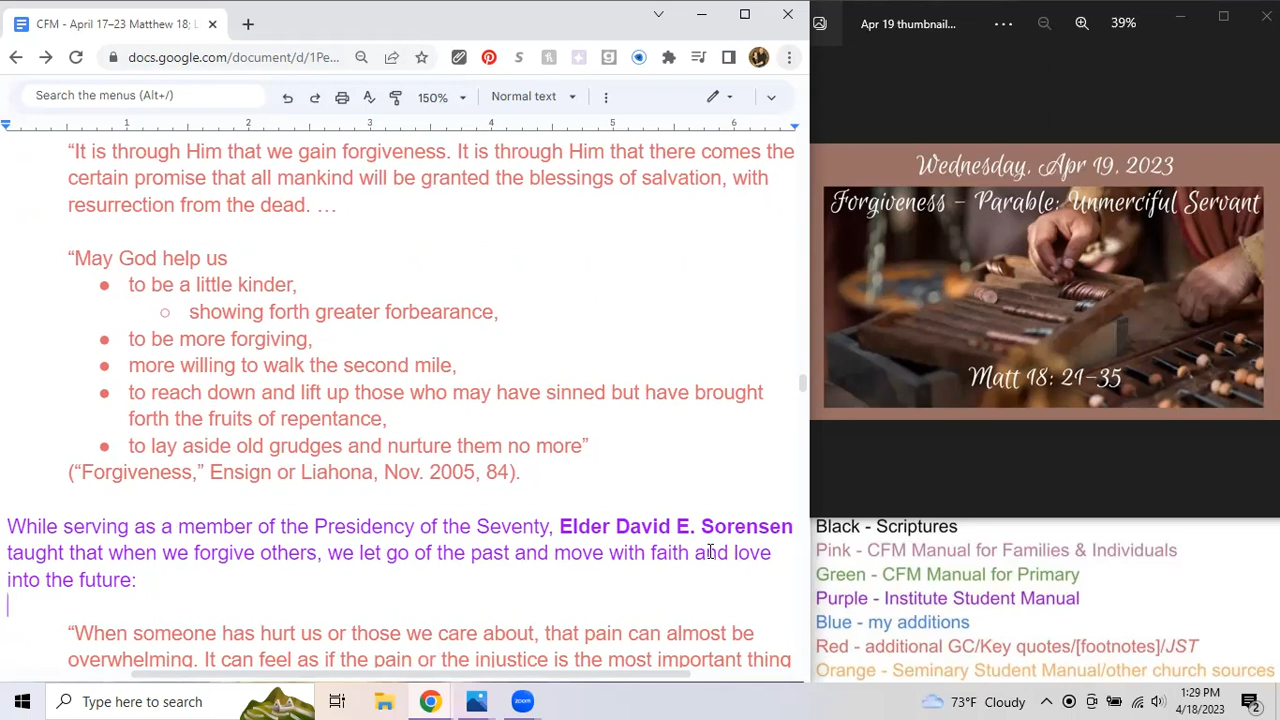 CFM - April 17–23 Matthew 18; L
Apr 19 thumbnail...
39%
docs.google.com/document/d/1Pe...
Search the menus (Alt+/)
150%
Normal text
1 2 3 4 5 6
“It is through Him that we gain forgiveness. It is through Him that there comes the
certain promise that all mankind will be granted the blessings of salvation, with
resurrection from the dead. …
“May God help us
● to be a little kinder,
○ showing forth greater forbearance,
● to be more forgiving,
● more willing to walk the second mile,
● to reach down and lift up those who may have sinned but have brought
forth the fruits of repentance,
● to lay aside old grudges and nurture them no more”
(“Forgiveness,” Ensign or Liahona, Nov. 2005, 84).
While serving as a member of the Presidency of the Seventy, Elder David E. Sorensen
taught that when we forgive others, we let go of the past and move with faith and love
into the future:
“When someone has hurt us or those we care about, that pain can almost be
overwhelming. It can feel as if the pain or the injustice is the most important thing
Wednesday, Apr 19, 2023
Forgiveness – Parable: Unmerciful Servant
Matt 18: 21-35
Black - Scriptures
Pink - CFM Manual for Families & Individuals
Green - CFM Manual for Primary
Purple - Institute Student Manual
Blue - my additions
Red - additional GC/Key quotes/[footnotes]/JST
Orange - Seminary Student Manual/other church sources
Type here to search
zoom
73°F Cloudy
1:29 PM
4/18/2023
2